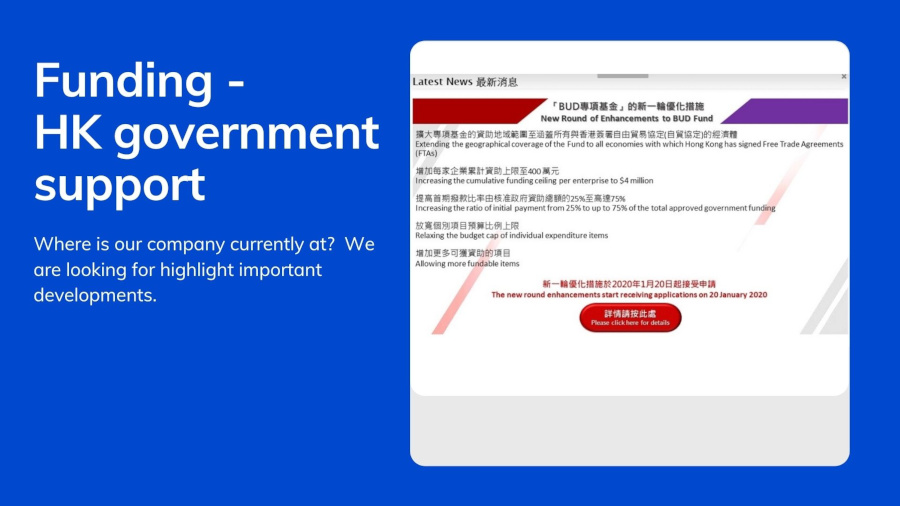 Funding -
HK government
support
Where is our company currently at?  We
are looking for highlight important
developments.
Latest News 最新消息
「BUD專項基金」的新一輪優化措施
New Round of Enhancements to BUD Fund
擴大專項基金的資助地域範圍至涵蓋所有與香港簽署自由貿易協定(自貿協定)的經濟體
Extending the geographical coverage of the Fund to all economies with which Hong Kong has signed Free Trade Agreements
(FTAs)
增加每家企業累計資助上限至400萬元
Increasing the cumulative funding ceiling per enterprise to $4 million
提高首期撥款比率由核准政府資助總額的25%至高達75%
Increasing the ratio of initial payment from 25% to up to 75% of the total approved government funding
放寬個別項目預算比例上限
Relaxing the budget cap of individual expenditure items
增加更多可獲資助的項目
Allowing more fundable items
新一輪優化措施於2020年1月20日起接受申請
The new round enhancements start receiving applications on 20 January 2020
詳情請按此處
Please click here for details